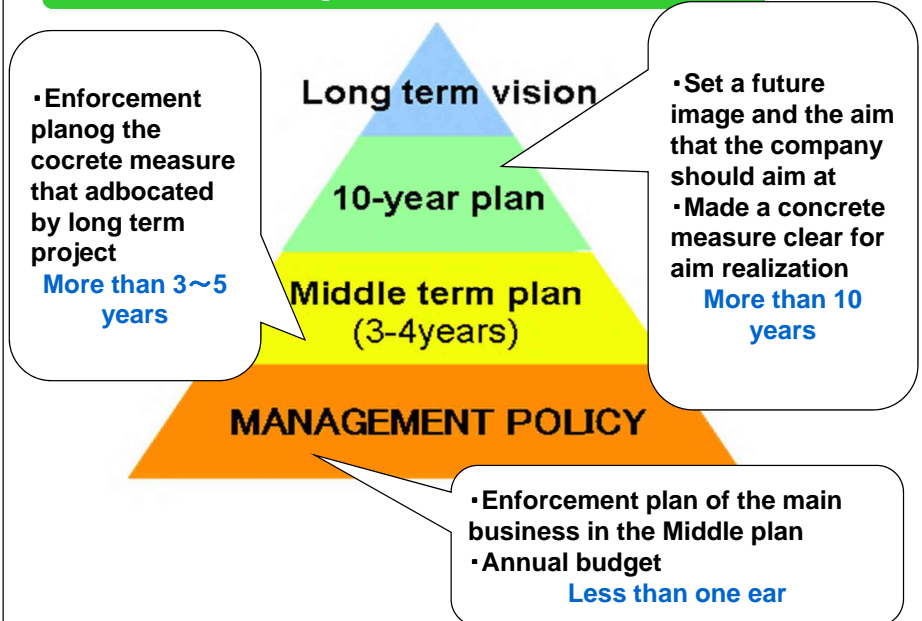 ・Enforcement
planog the
cocrete measure
that adbocated
by long term
project
More than 3～5
years
Long term vision
10-year plan
Middle term plan
(3-4years)
MANAGEMENT POLICY
・Set a future
image and the aim
that the company
should aim at
・Made a concrete
measure clear for
aim realization
More than 10
years
・Enforcement plan of the main
business in the Middle plan
・Annual budget
Less than one ear